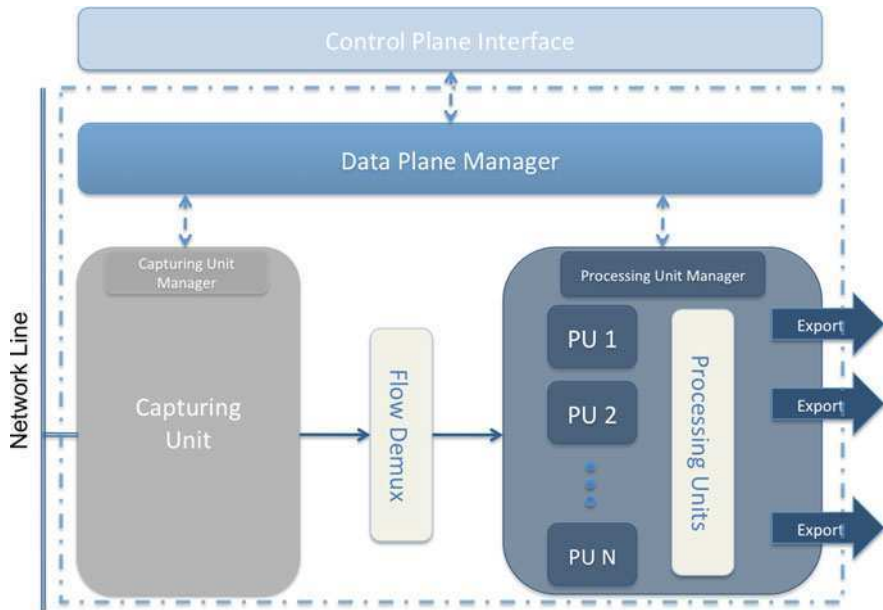 Control Plane Interface
Data Plane Manager
Capturing Unit
Manager
Processing Unit Manager
Network Line
Capturing
Unit
Flow Demux
PU 1
PU 2
PU N
Processing Units
Export
Export
Export